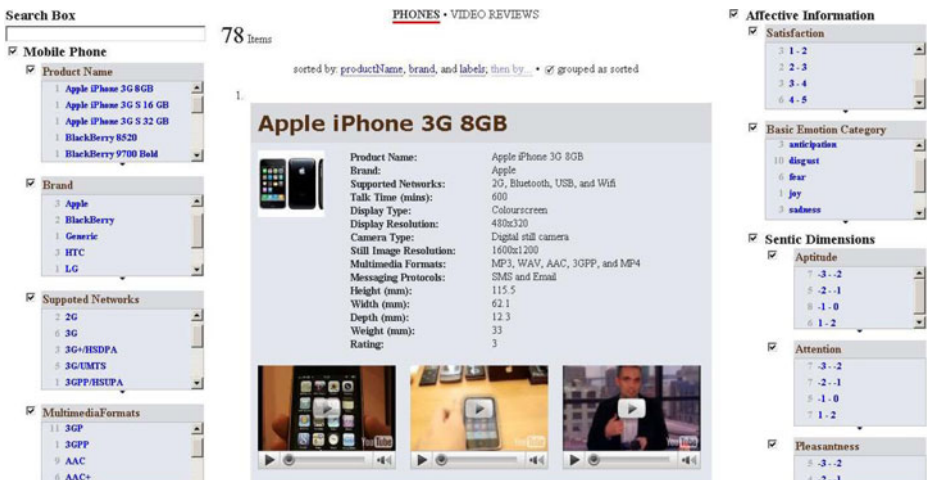 Search Box
Mobile Phone
Product Name
1 Apple iPhone 3G 8GB
1 Apple iPhone 3G S 16 GB
1 Apple iPhone 3G S 32 GB
1 BlackBerry 8520
1 BlackBerry 9700 Bold
Brand
3 Apple
2 BlackBerry
1 Generic
3 HTC
1 LG
Suppoted Networks
2 2G
6 3G
3 3G+/HSDPA
5 3G/UMTS
1 3GPP/HSUPA
MultimediaFormats
11 3GP
1 3GPP
9 AAC
6 AAC+
PHONES • VIDEO REVIEWS
78 Items
sorted by: productName, brand, and labels; then by... • grouped as sorted
1.
Apple iPhone 3G 8GB
Product Name: Apple iPhone 3G 8GB
Brand: Apple
Supported Networks: 2G, Bluetooth, USB, and Wifi
Talk Time (mins): 600
Display Type: Colourscreen
Display Resolution: 480x320
Camera Type: Digital still camera
Still Image Resolution: 1600x1200
Multimedia Formats: MP3, WAV, AAC, 3GPP, and MP4
Messaging Protocols: SMS and Email
Height (mm): 115.5
Width (mm): 62.1
Depth (mm): 12.3
Weight (mm): 33
Rating: 3
YouTube
YouTube
YouTube
Affective Information
Satisfaction
3 1 - 2
2 2 - 3
3 3 - 4
6 4 - 5
Basic Emotion Category
3 anticipation
10 disgust
6 fear
1 joy
3 sadness
Sentic Dimensions
Aptitude
7 -3 - -2
5 -2 - -1
8 -1 - 0
6 1 - 2
Attention
7 -3 - -2
7 -2 - -1
5 -1 - 0
7 1 - 2
Pleasantness
5 -3 - -2
4 -2 - -1